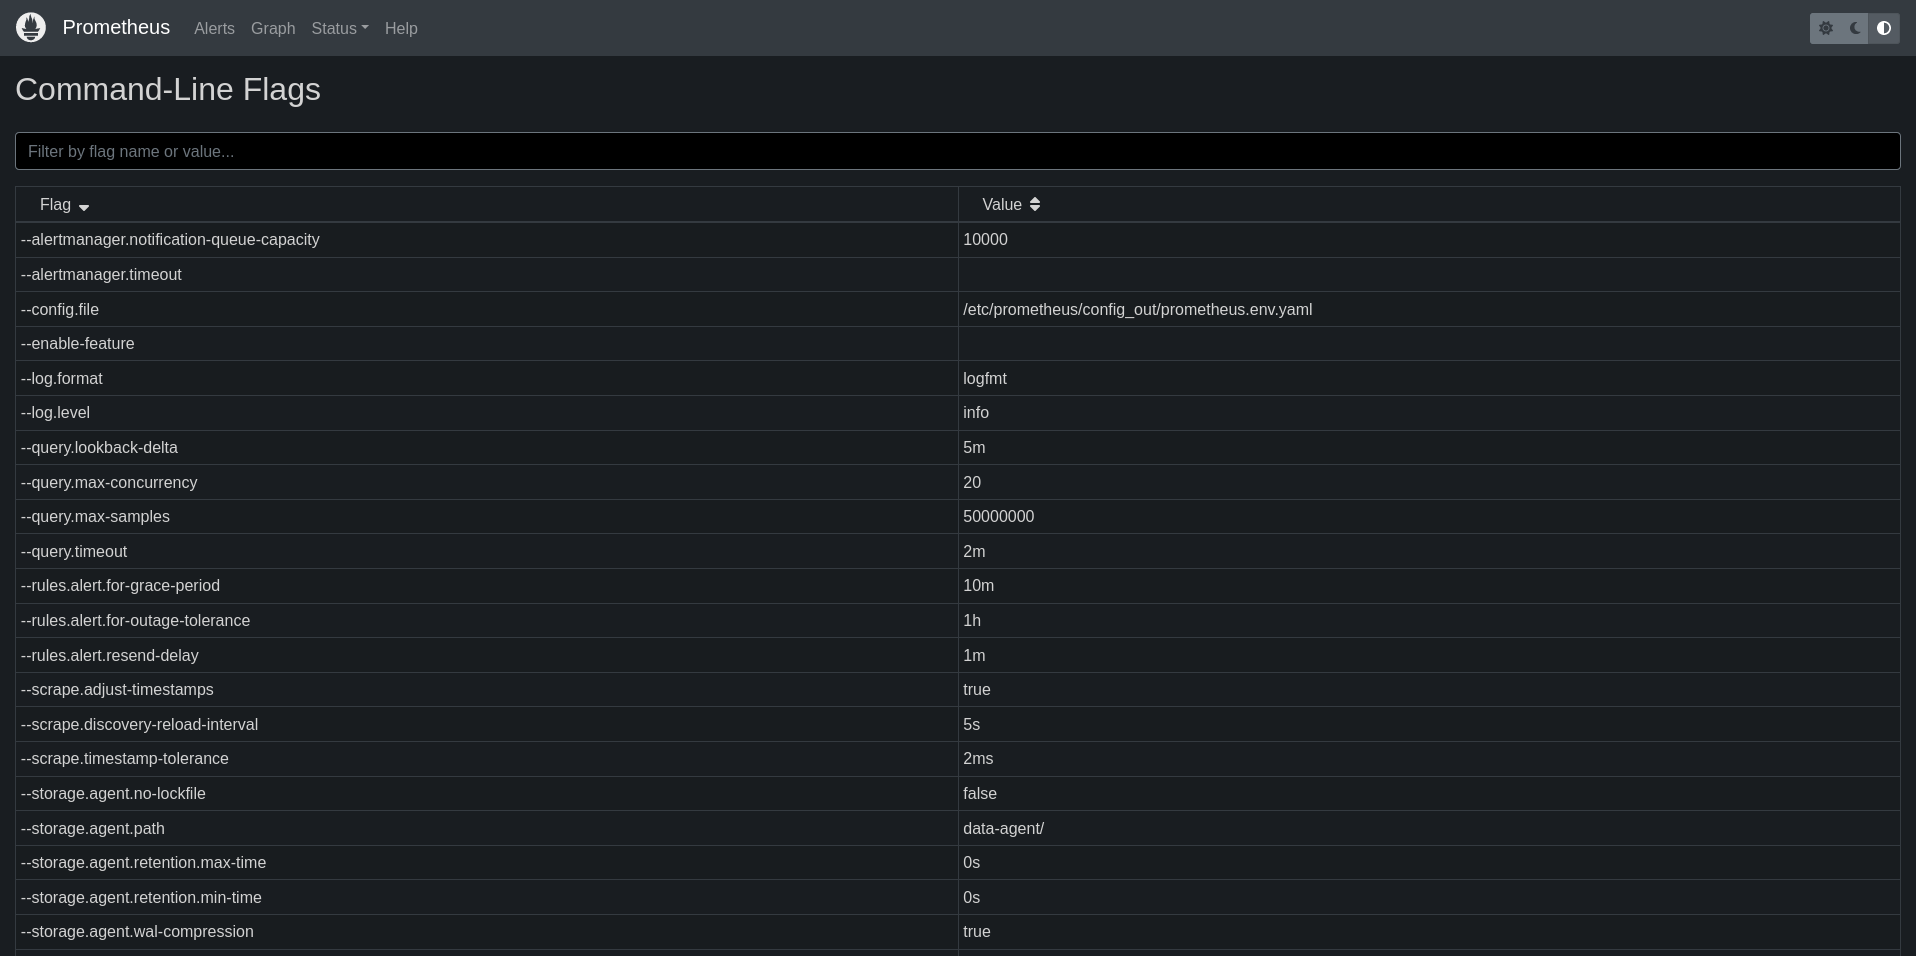 Prometheus Alerts Graph Status Help
Command-Line Flags
Filter by flag name or value...
Flag Value
--alertmanager.notification-queue-capacity 10000
--alertmanager.timeout
--config.file /etc/prometheus/config_out/prometheus.env.yaml
--enable-feature
--log.format logfmt
--log.level info
--query.lookback-delta 5m
--query.max-concurrency 20
--query.max-samples 50000000
--query.timeout 2m
--rules.alert.for-grace-period 10m
--rules.alert.for-outage-tolerance 1h
--rules.alert.resend-delay 1m
--scrape.adjust-timestamps true
--scrape.discovery-reload-interval 5s
--scrape.timestamp-tolerance 2ms
--storage.agent.no-lockfile false
--storage.agent.path data-agent/
--storage.agent.retention.max-time 0s
--storage.agent.retention.min-time 0s
--storage.agent.wal-compression true